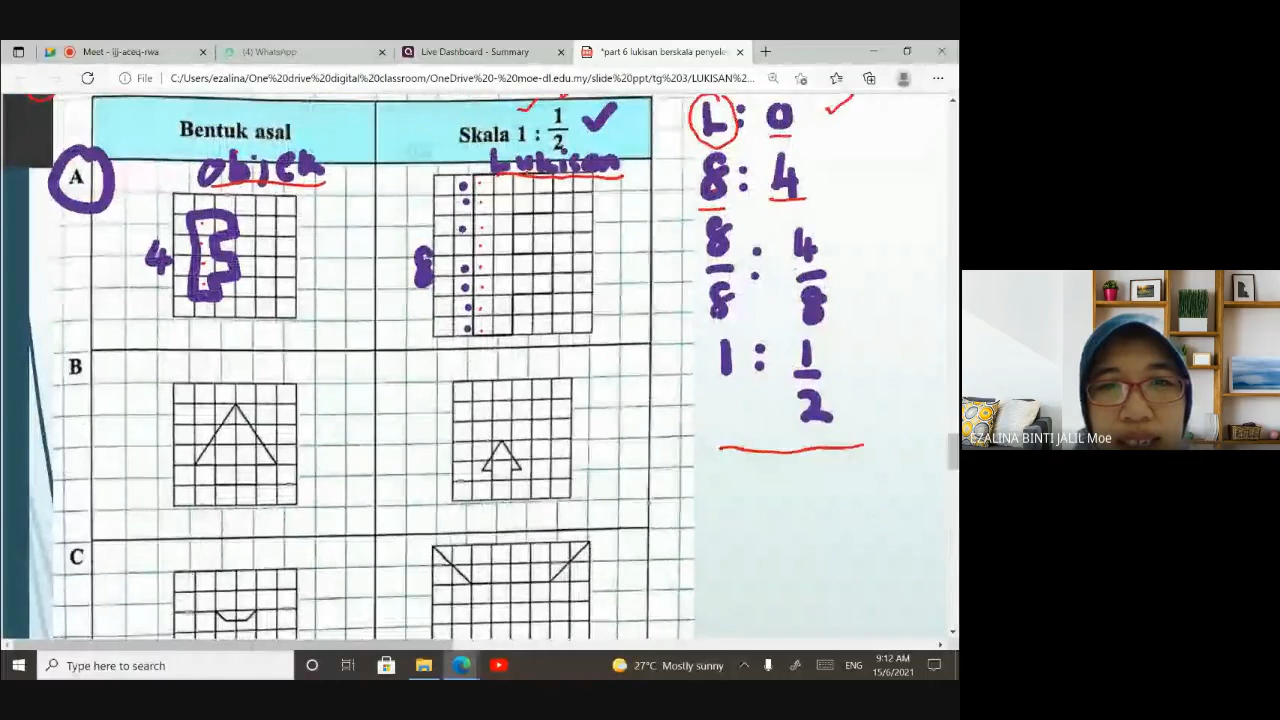 Meet - ijj-aceq-rwa
(4) WhatsApp
Live Dashboard - Summary
*part 6 lukisan berskala penyele
File
C:/Users/ezalina/One%20drive%20digital%20classroom/OneDrive%20-%20moe-dl.edu.my/slide%20ppt/tg%203/LUKISAN%2...
Bentuk asal
Skala 1 : 1/2
objek
Lukisan
A
4
8
B
C
L : O
8 : 4
8/8 : 4/8
1 : 1/2
EZALINA BINTI JALIL Moe
Type here to search
27°C Mostly sunny
ENG
9:12 AM
15/6/2021